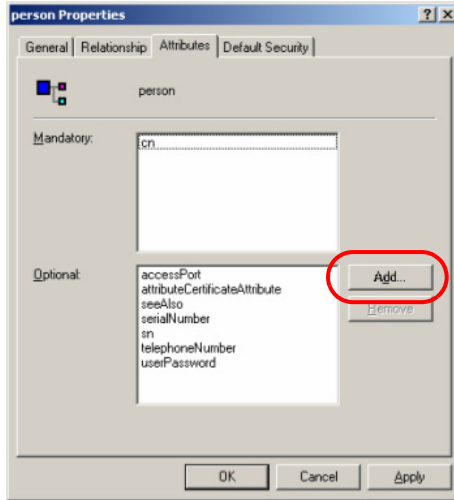 person Properties
General Relationship Attributes Default Security
person
Mandatory:
cn
Optional:
accessPort
attributeCertificateAttribute
seeAlso
serialNumber
sn
telephoneNumber
userPassword
Add...
Remove
OK Cancel Apply